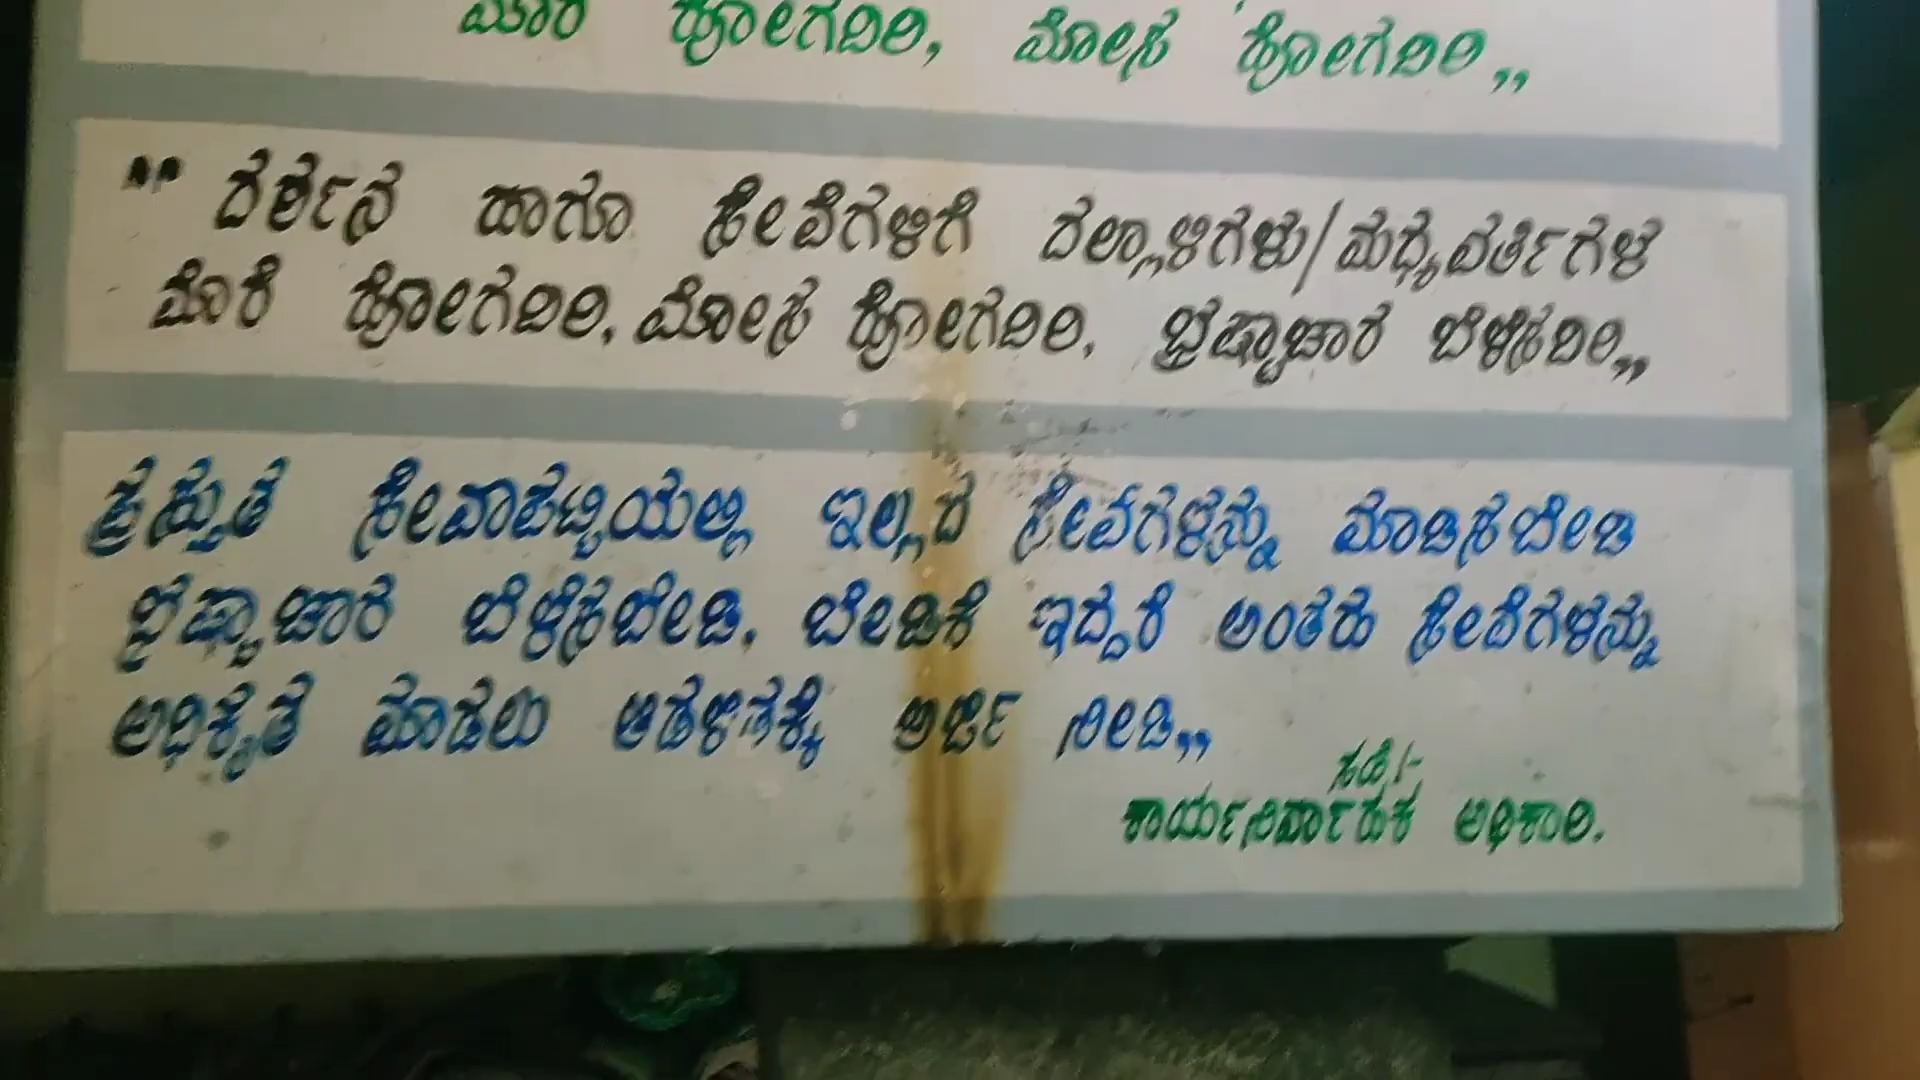 ಮೊರೆ ಹೋಗದಿರಿ, ಮೋಸ ಹೋಗದಿರಿ,,
"ದರ್ಶನ ಹಾಗೂ ಸೇವೆಗಳಿಗೆ ದಲ್ಲಾಳಿಗಳು/ಮಧ್ಯವರ್ತಿಗಳ
ಮೊರೆ ಹೋಗದಿರಿ, ಮೋಸ ಹೋಗದಿರಿ, ಭ್ರಷ್ಟಾಚಾರ ಬೆಳೆಸದಿರಿ,,
ಪ್ರಸ್ತುತ ಸೇವಾಪಟ್ಟಿಯಲ್ಲಿ ಇಲ್ಲದ ಸೇವೆಗಳನ್ನು ಮಾಡಿಸಬೇಡಿ
ಭ್ರಷ್ಟಾಚಾರ ಬೆಳೆಸಬೇಡಿ, ಬೇಡಿಕೆ ಇದ್ದರೆ ಅಂತಹ ಸೇವೆಗಳನ್ನು
ಅಧಿಕೃತ ಮಾಡಲು ಆಡಳಿತಕ್ಕೆ ಅರ್ಜಿ ನೀಡಿ,,
ಸಹಿ/-
ಕಾರ್ಯನಿರ್ವಾಹಕ ಅಧಿಕಾರಿ.